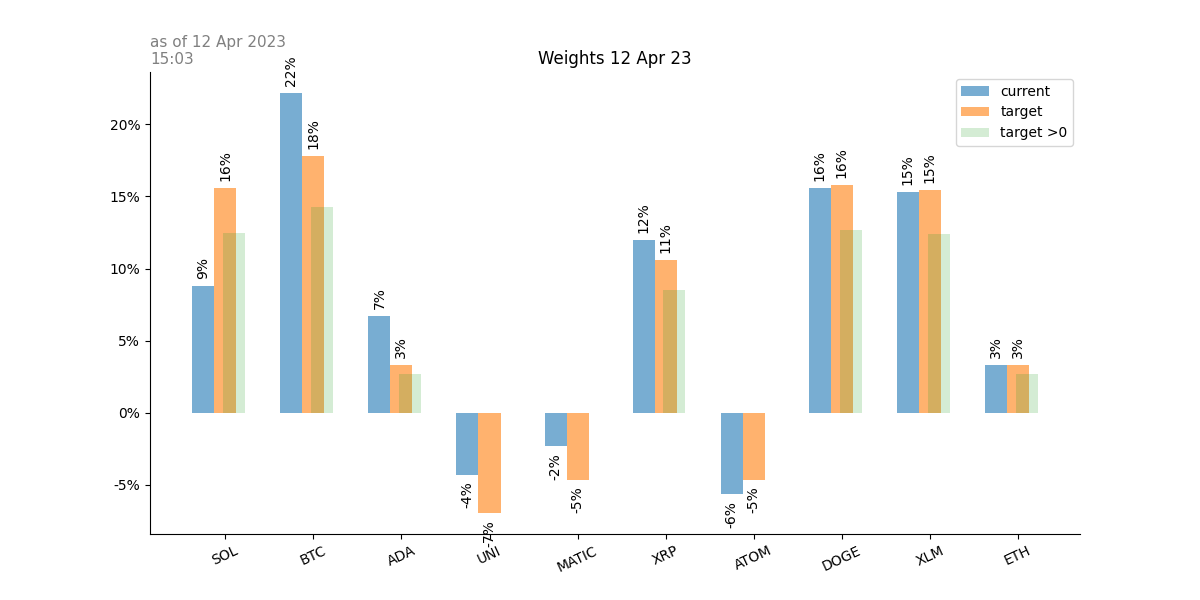 as of 12 Apr 2023
15:03
Weights 12 Apr 23
current
target
target >0
20%
15%
10%
5%
0%
-5%
9%
16%
22%
18%
7%
3%
-4%
-7%
-2%
-5%
12%
11%
-6%
-5%
16%
16%
15%
15%
3%
3%
SOL
BTC
ADA
UNI
MATIC
XRP
ATOM
DOGE
XLM
ETH